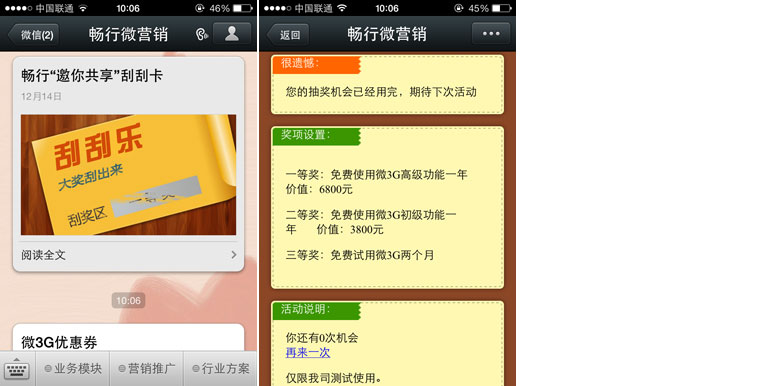 中国联通 10:06 46%
微信(2) 畅行微营销
畅行“邀你共享”刮刮卡
12月14日
刮刮乐
大奖刮出来
刮奖区 一等奖
阅读全文
10:06
微3G优惠券
业务模块 营销推广 行业方案
中国联通 10:06 45%
返回 畅行微营销
很遗憾：
您的抽奖机会已经用完，期待下次活动
奖项设置：
一等奖：免费使用微3G高级功能一年
价值：6800元
二等奖：免费使用微3G初级功能一
年 价值：3800元
三等奖：免费试用微3G两个月
活动说明：
你还有0次机会
再来一次
仅限我司测试使用。